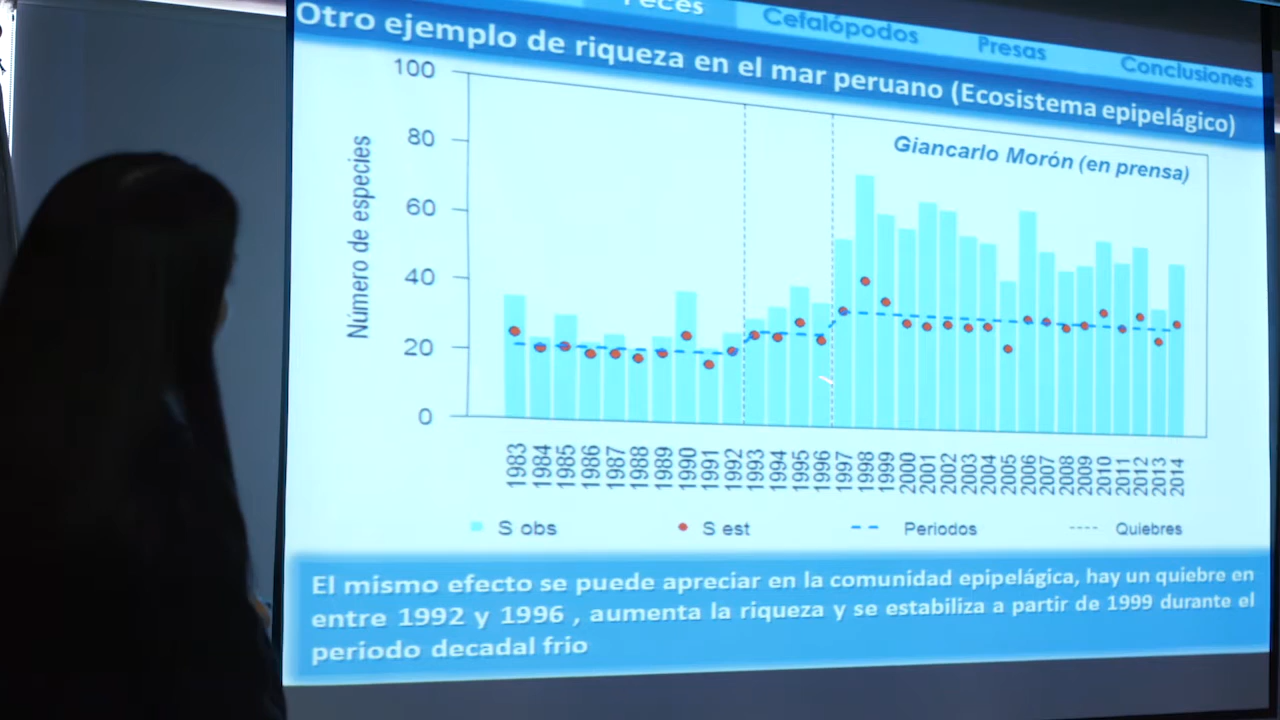 Peces
Cefalópodos
Presas
Conclusiones
Otro ejemplo de riqueza en el mar peruano (Ecosistema epipelágico)
Giancarlo Morón (en prensa)
Número de especies
100
80
60
40
20
0
1983
1984
1985
1986
1987
1988
1989
1990
1991
1992
1993
1994
1995
1996
1997
1998
1999
2000
2001
2002
2003
2004
2005
2006
2007
2008
2009
2010
2011
2012
2013
2014
S obs
S est
Periodos
Quiebres
El mismo efecto se puede apreciar en la comunidad epipelágica, hay un quiebre en
entre 1992 y 1996 , aumenta la riqueza y se estabiliza a partir de 1999 durante el
periodo decadal frio